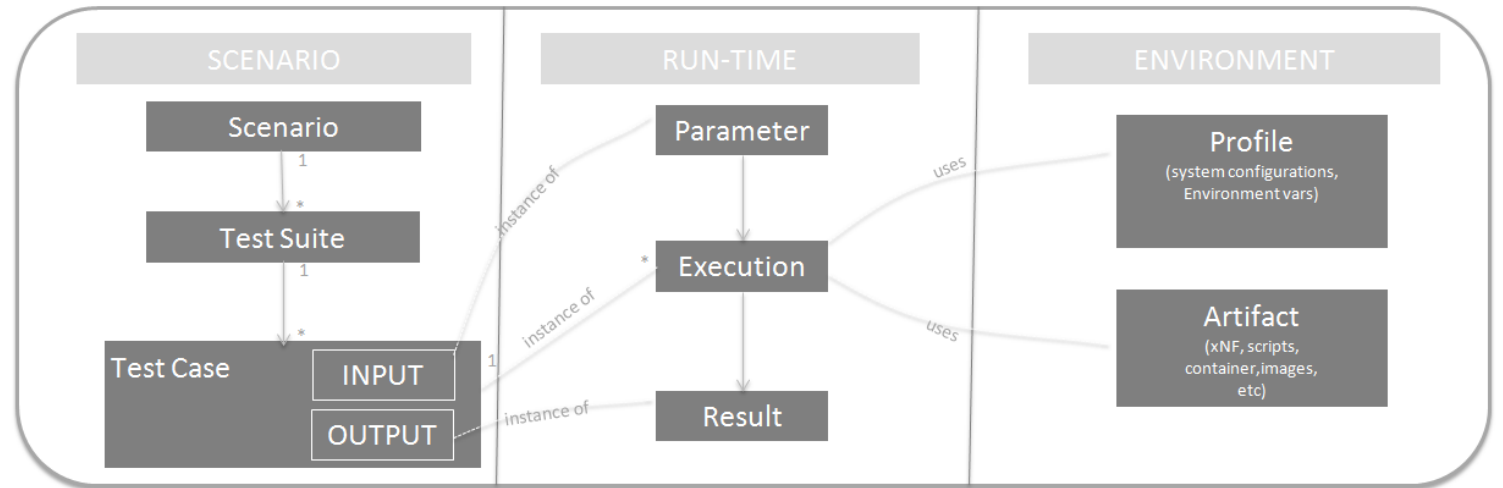 SCENARIO
Scenario
1
*
Test Suite
1
*
Test Case
INPUT
OUTPUT
1
instance of
instance of
instance of
RUN-TIME
Parameter
*
Execution
Result
uses
uses
ENVIRONMENT
Profile
(system configurations,
Environment vars)
Artifact
(xNF, scripts,
container,images,
etc)